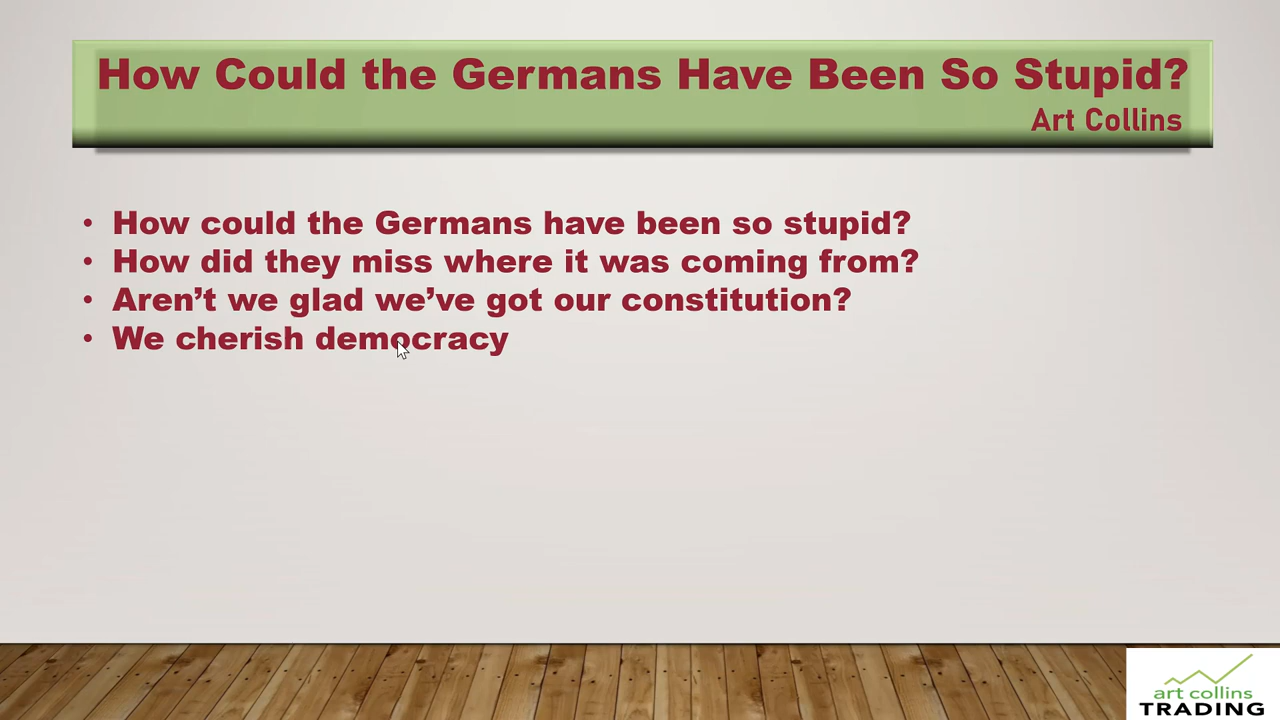 How Could the Germans Have Been So Stupid?
Art Collins
• How could the Germans have been so stupid?
• How did they miss where it was coming from?
• Aren’t we glad we’ve got our constitution?
• We cherish democracy
art collins
TRADING